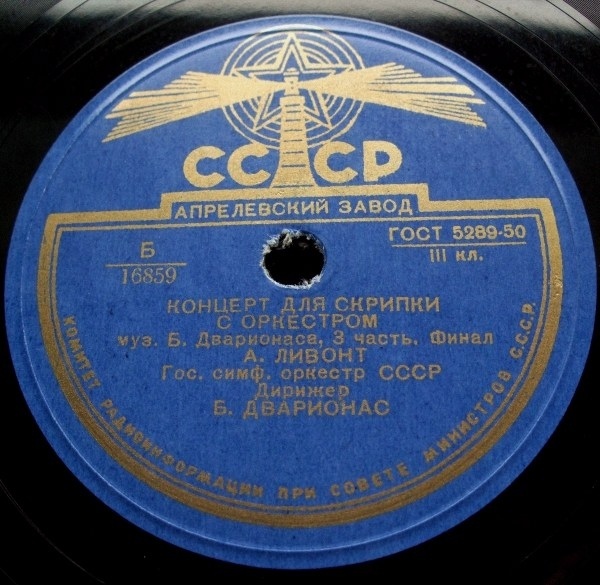 СССР
АПРЕЛЕВСКИЙ ЗАВОД
Б
16859
ГОСТ 5289-50
III кл.
КОНЦЕРТ ДЛЯ СКРИПКИ
С ОРКЕСТРОМ
муз. Б. Дварионаса, 3 часть, Финал
А. ЛИВОНТ
Гос. симф. оркестр СССР
Дирижер
Б. ДВАРИОНАС
КОМИТЕТ РАДИОИНФОРМАЦИИ ПРИ СОВЕТЕ МИНИСТРОВ С.С.С.Р.